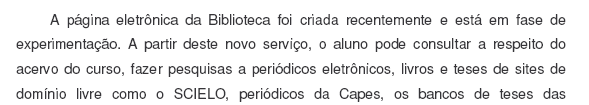 A página eletrônica da Biblioteca foi criada recentemente e está em fase de
experimentação. A partir deste novo serviço, o aluno pode consultar a respeito do
acervo do curso, fazer pesquisas a periódicos eletrônicos, livros e teses de sites de
domínio livre como o SCIELO, periódicos da Capes, os bancos de teses das